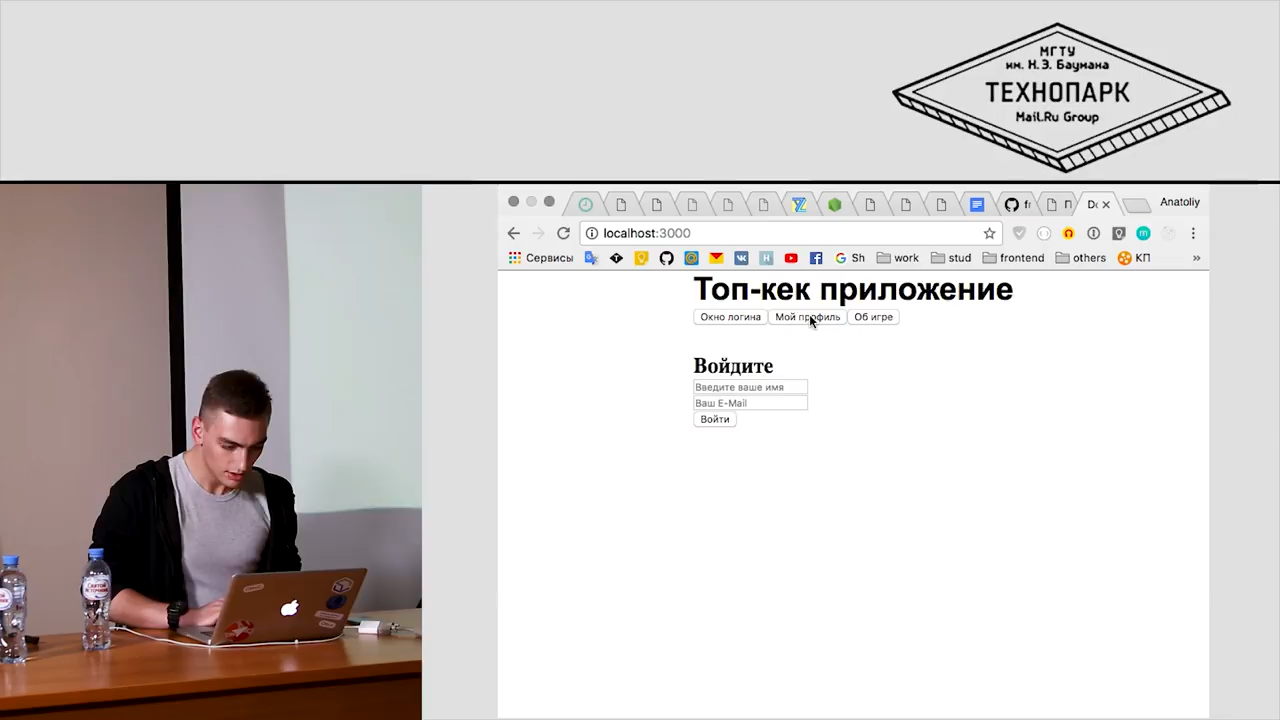 МГТУ
им. Н.Э. Баумана
ТЕХНОПАРК
Mail.Ru Group
Anatoliy
localhost:3000
Сервисы
Sh
work
stud
frontend
others
КП
»
Топ-кек приложение
Окно логина
Мой профиль
Об игре
Войдите
Введите ваше имя
Ваш E-Mail
Войти